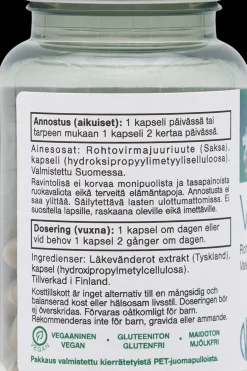 Annostus (aikuiset): 1 kapseli päivässä tai
tarpeen mukaan 1 kapseli 2 kertaa päivässä.
Ainesosat: Rohtovirmajuuriuute (Saksa),
kapseli (hydroksipropyylimetyyliselluloosa).
Valmistettu Suomessa.
Ravintolisä ei korvaa monipuolista ja tasapainoista
ruokavaliota eikä terveitä elämäntapoja. Annostusta ei
saa ylittää. Säilytettävä lasten ulottumattomissa. Ei
suositella lapsille, raskaana oleville eikä imettäville.
Dosering (vuxna): 1 kapsel om dagen eller
vid behov 1 kapsel 2 gånger om dagen.
Ingredienser: Läkevänderot extrakt (Tyskland),
kapsel (hydroxipropylmetylcellulosa).
Tillverkad i Finland.
Kosttillskott är inget alternativ till en mångsidig och
balanserad kost eller hälsosam livsstil. Doseringen bör
ej överskridas. Förvaras oåtkomligt för barn.
Rekommenderas inte för barn, gravida eller ammande.
VEGAANINEN
VEGAN
GLUTEENITON
GLUTENFRI
MAIDOTON
MJÖLKFRI
VEGAN
Pakkaus valmistettu kierrätetyistä PET-juomapulloista.